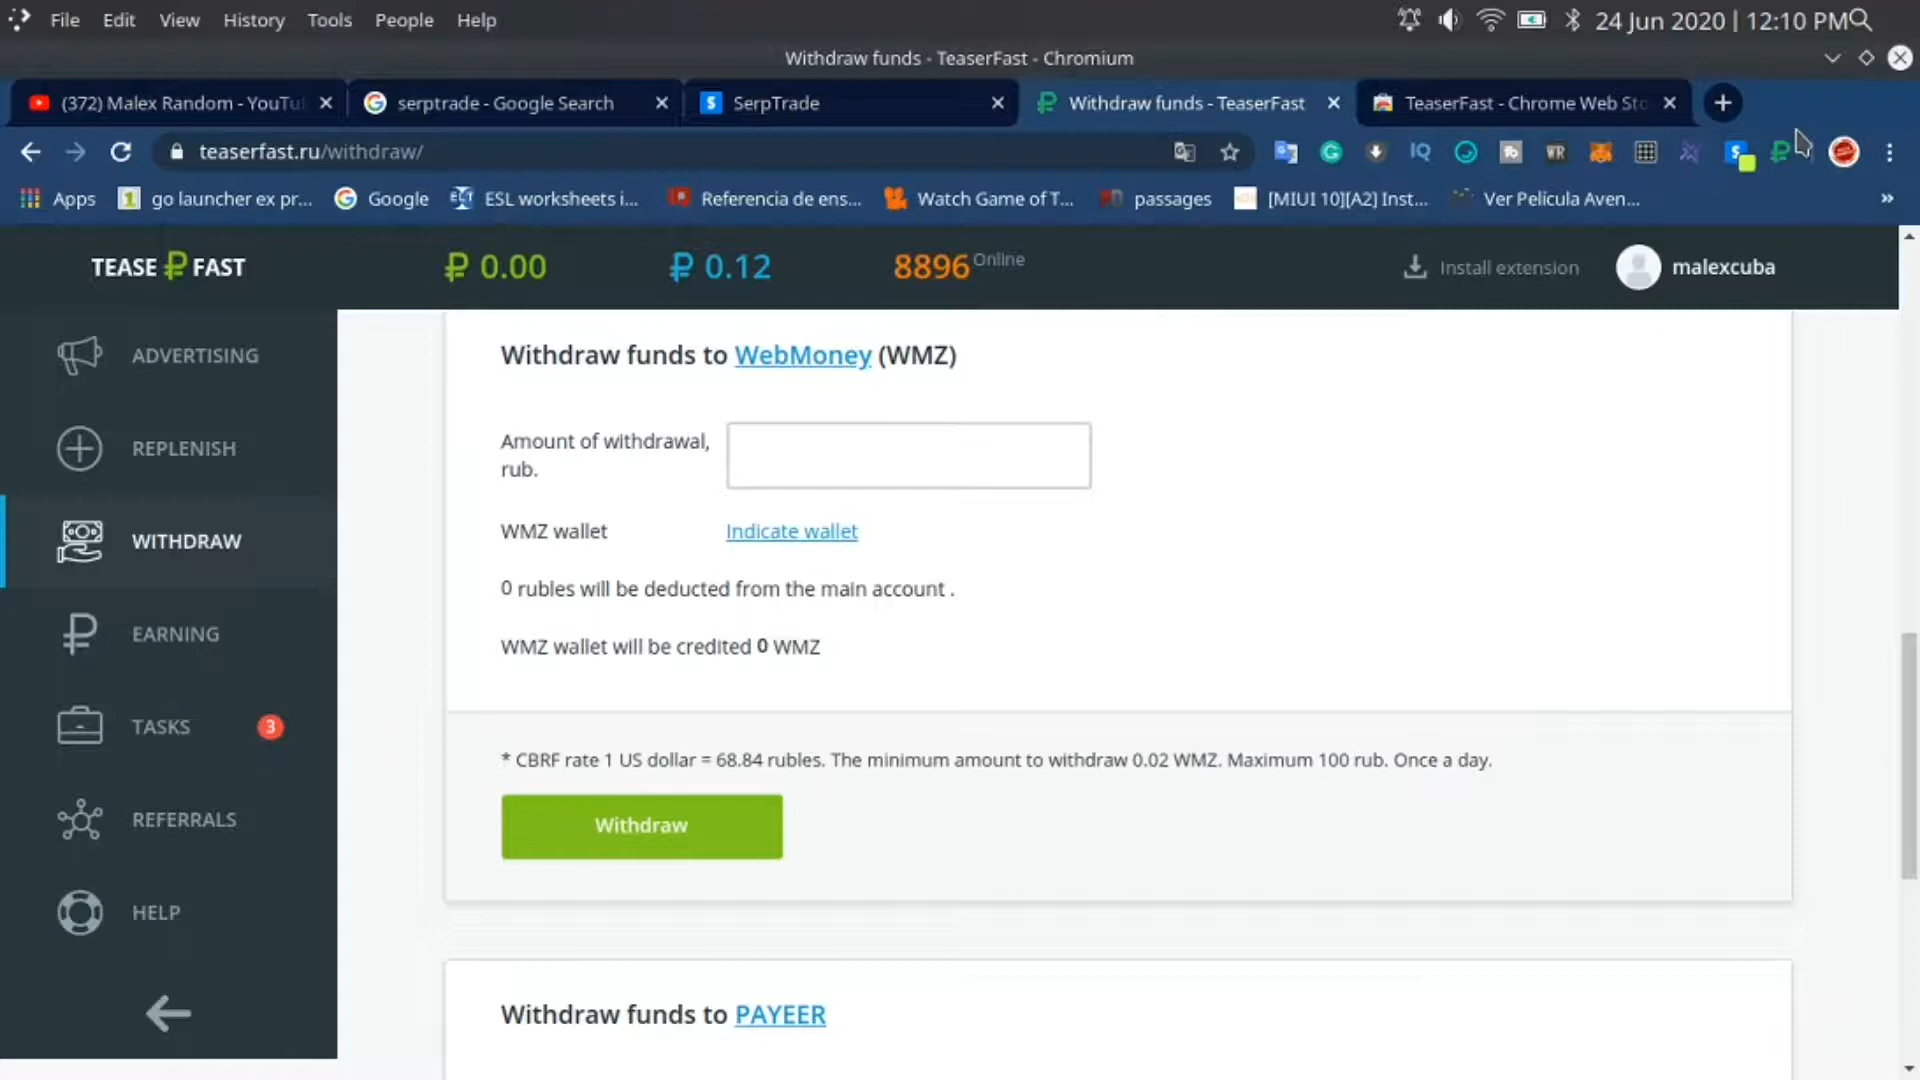 File Edit View History Tools People Help 24 Jun 2020 | 12:10 PM
Withdraw funds - TeaserFast - Chromium
(372) Malex Random - YouTu serptrade - Google Search SerpTrade Withdraw funds - TeaserFast TeaserFast - Chrome Web Sto
teaserfast.ru/withdraw/
Apps go launcher ex pr... Google ESL worksheets i... Referencia de ens... Watch Game of T... passages [MIUI 10][A2] Inst... Ver Pelicula Aven... »
TEASE₽FAST ₽ 0.00 ₽ 0.12 8896 Online Install extension malexcuba
ADVERTISING
REPLENISH
WITHDRAW
EARNING
TASKS 3
REFERRALS
HELP
Withdraw funds to WebMoney (WMZ)
Amount of withdrawal,
rub.
WMZ wallet Indicate wallet
0 rubles will be deducted from the main account .
WMZ wallet will be credited 0 WMZ
* CBRF rate 1 US dollar = 68.84 rubles. The minimum amount to withdraw 0.02 WMZ. Maximum 100 rub. Once a day.
Withdraw
Withdraw funds to PAYEER